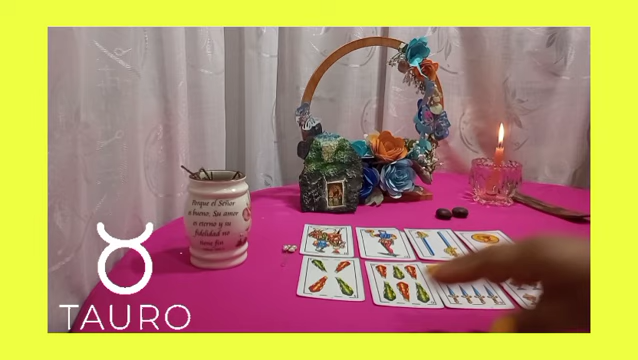 Porque el Señor
es bueno; Su amor
es eterno y su
fidelidad no
tiene fin
TAURO